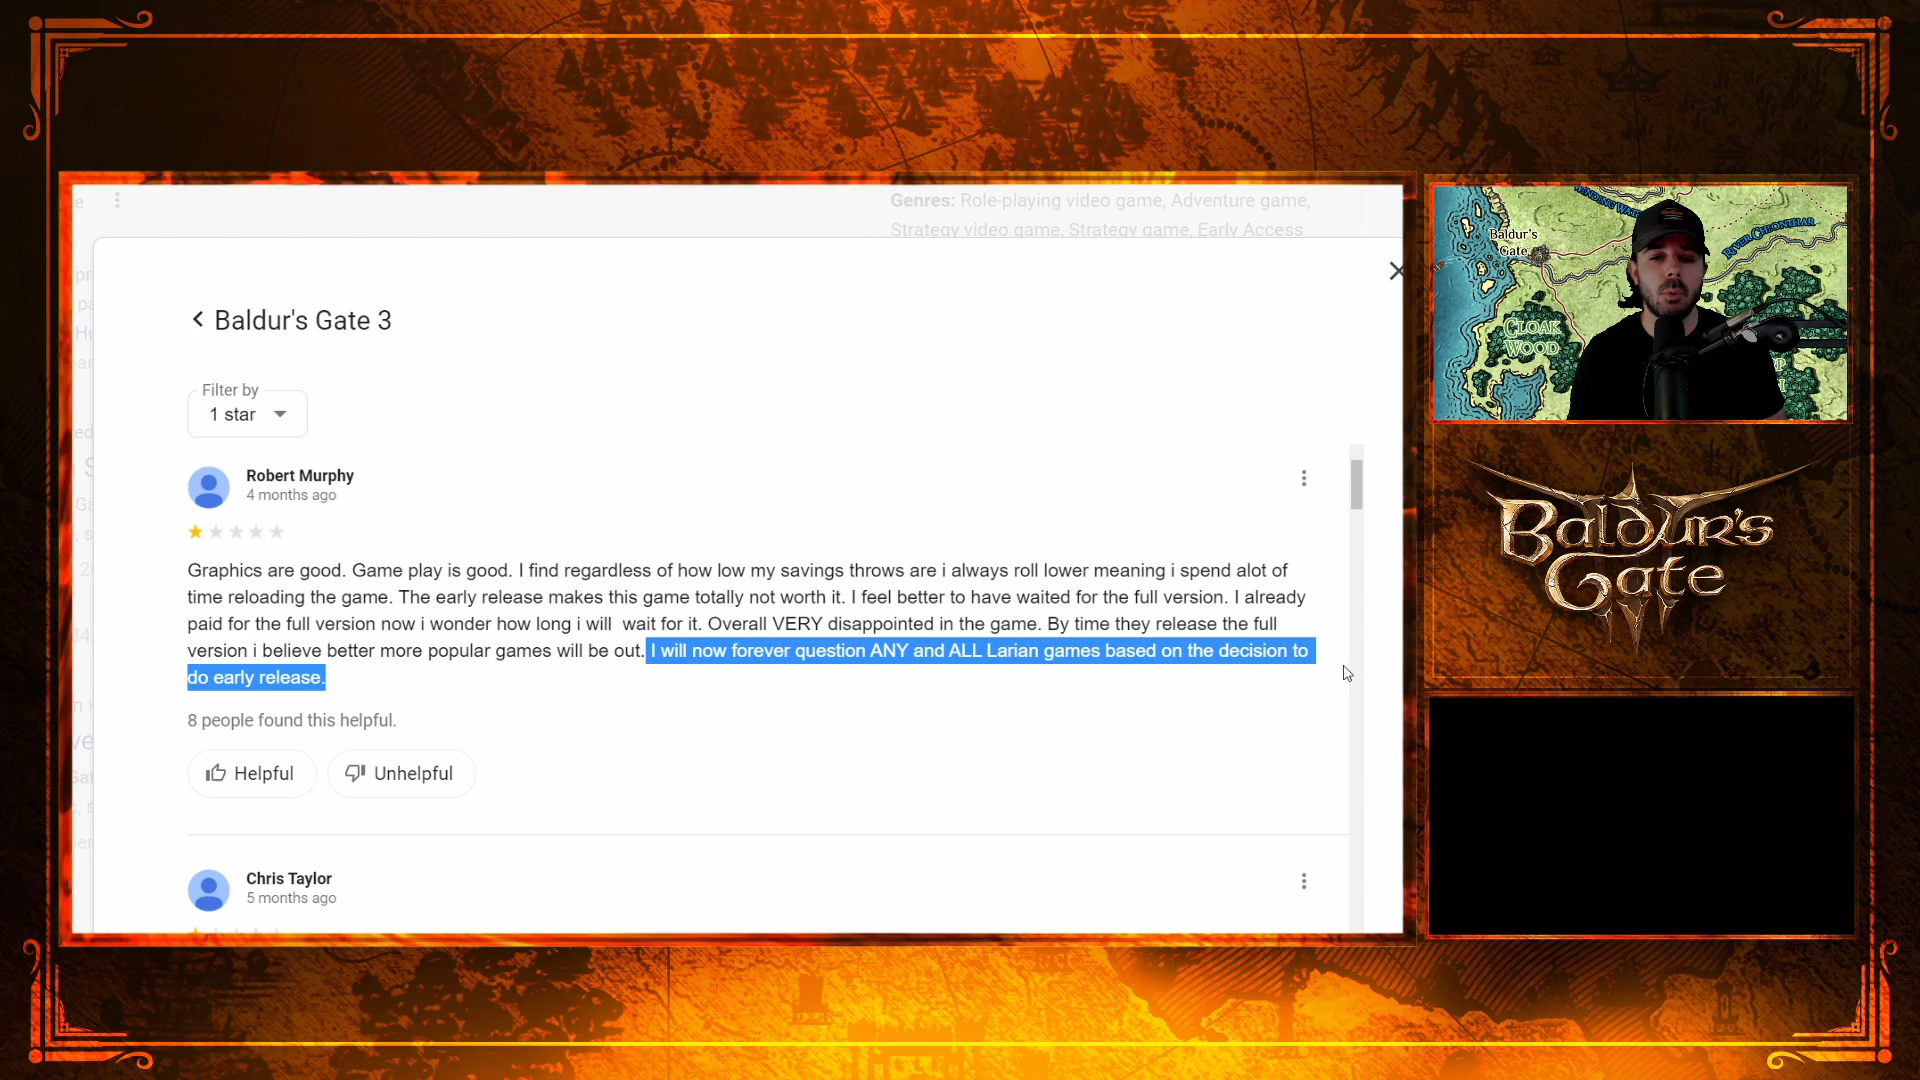 Genres: Role-playing video game, Adventure game,
Strategy video game, Strategy game, Early Access
Baldur's Gate 3
Filter by
1 star
Robert Murphy
4 months ago
Graphics are good. Game play is good. I find regardless of how low my savings throws are i always roll lower meaning i spend alot of
time reloading the game. The early release makes this game totally not worth it. I feel better to have waited for the full version. I already
paid for the full version now i wonder how long i will wait for it. Overall VERY disappointed in the game. By time they release the full
version i believe better more popular games will be out. I will now forever question ANY and ALL Larian games based on the decision to
do early release.
8 people found this helpful.
Helpful
Unhelpful
Chris Taylor
5 months ago
Baldur's
Gate
RIVER CHIONTHAR
CLOAK
WOOD
Baldur's
Gate